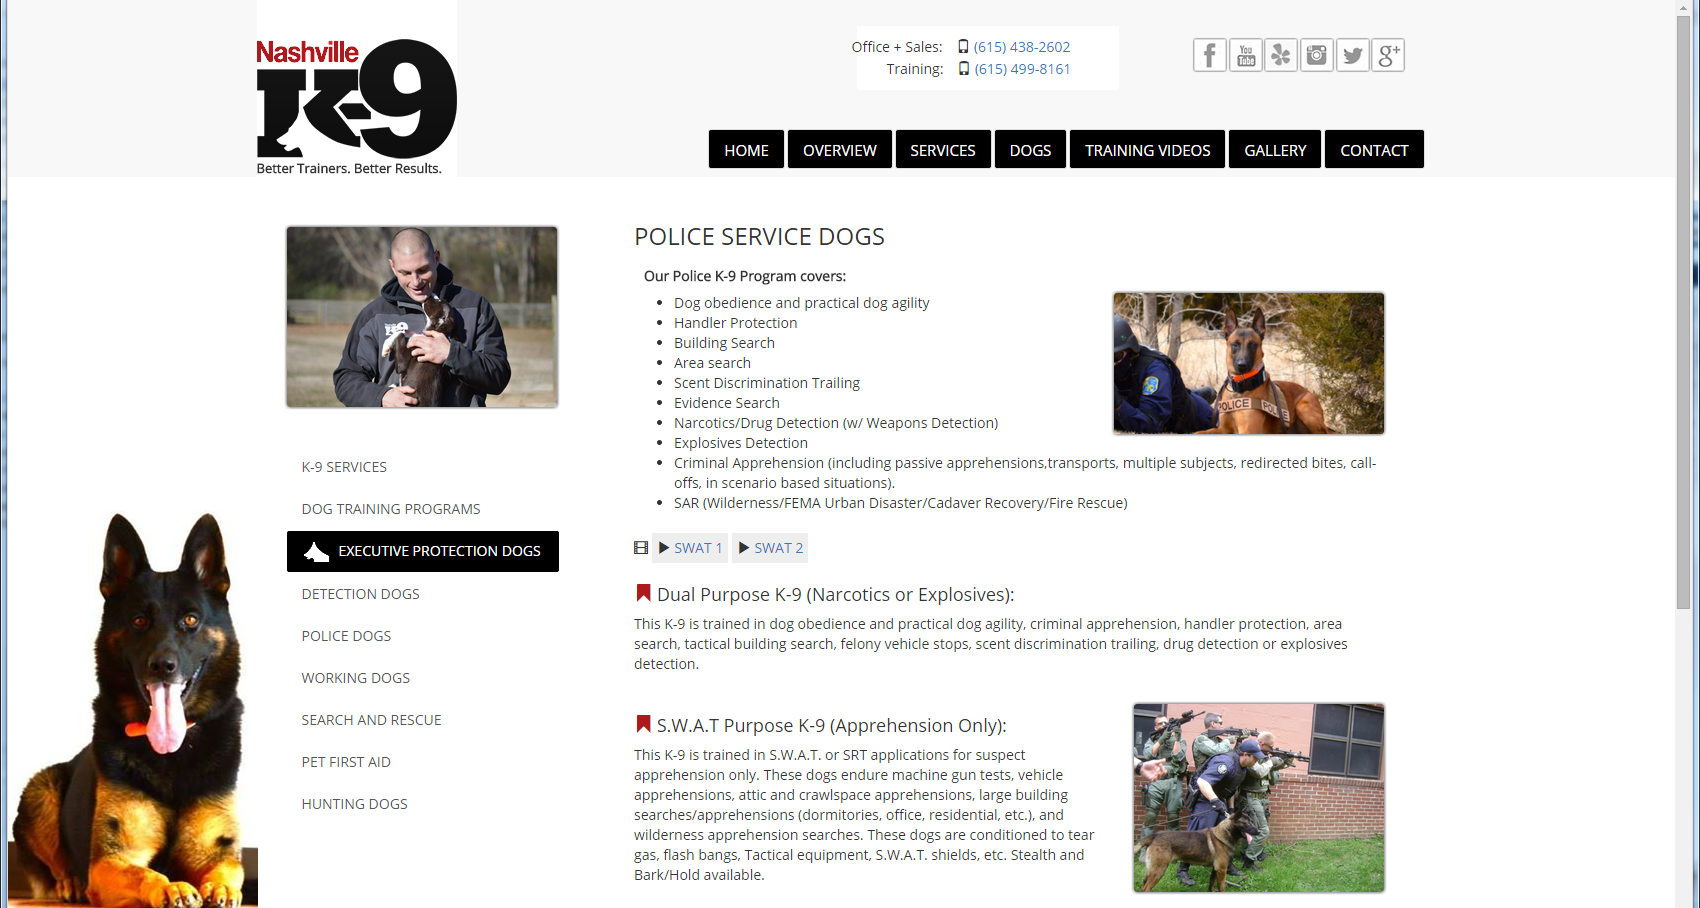 Nashville
K-9
Better Trainers. Better Results.
Office + Sales: (615) 438-2602
Training: (615) 499-8161
You
Tube
g+
HOME OVERVIEW SERVICES DOGS TRAINING VIDEOS GALLERY CONTACT
K-9
K-9 SERVICES
DOG TRAINING PROGRAMS
EXECUTIVE PROTECTION DOGS
DETECTION DOGS
POLICE DOGS
WORKING DOGS
SEARCH AND RESCUE
PET FIRST AID
HUNTING DOGS
POLICE SERVICE DOGS
Our Police K-9 Program covers:
• Dog obedience and practical dog agility
• Handler Protection
• Building Search
• Area search
• Scent Discrimination Trailing
• Evidence Search
• Narcotics/Drug Detection (w/ Weapons Detection)
• Explosives Detection
• Criminal Apprehension (including passive apprehensions,transports, multiple subjects, redirected bites, call-
offs, in scenario based situations).
• SAR (Wilderness/FEMA Urban Disaster/Cadaver Recovery/Fire Rescue)
POLICE
SWAT 1 SWAT 2
Dual Purpose K-9 (Narcotics or Explosives):
This K-9 is trained in dog obedience and practical dog agility, criminal apprehension, handler protection, area
search, tactical building search, felony vehicle stops, scent discrimination trailing, drug detection or explosives
detection.
S.W.A.T Purpose K-9 (Apprehension Only):
This K-9 is trained in S.W.A.T. or SRT applications for suspect
apprehension only. These dogs endure machine gun tests, vehicle
apprehensions, attic and crawlspace apprehensions, large building
searches/apprehensions (dormitories, office, residential, etc.), and
wilderness apprehension searches. These dogs are conditioned to tear
gas, flash bangs, Tactical equipment, S.W.A.T. shields, etc. Stealth and
Bark/Hold available.